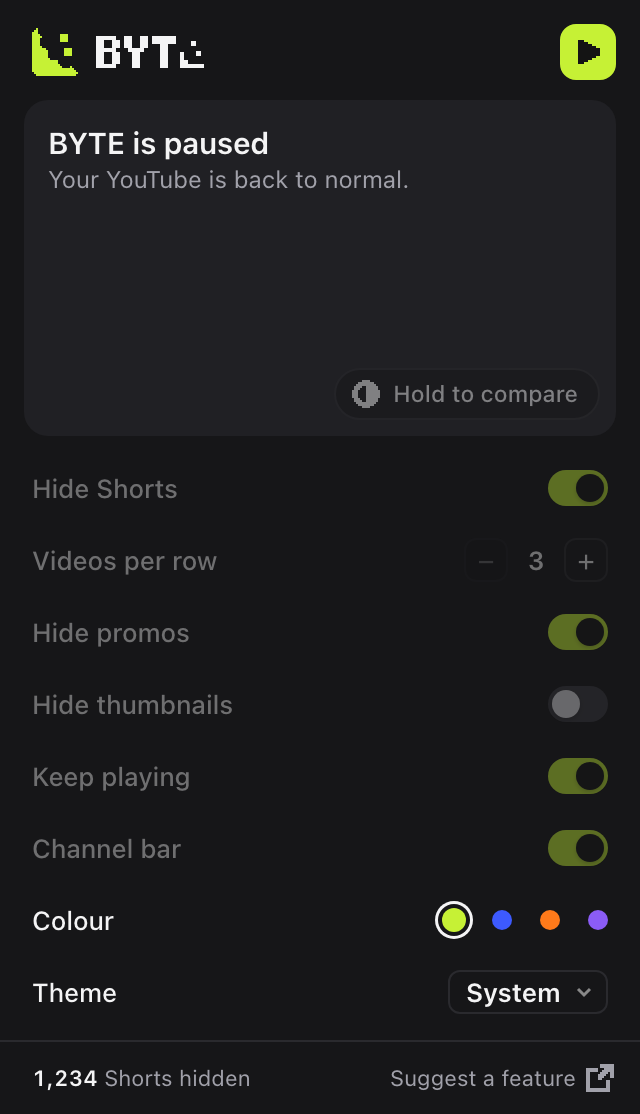 BYTE
BYTE is paused
Your YouTube is back to normal.
Hold to compare
Hide Shorts
Videos per row
− 3 +
Hide promos
Hide thumbnails
Keep playing
Channel bar
Colour
Theme
System
1,234 Shorts hidden
Suggest a feature